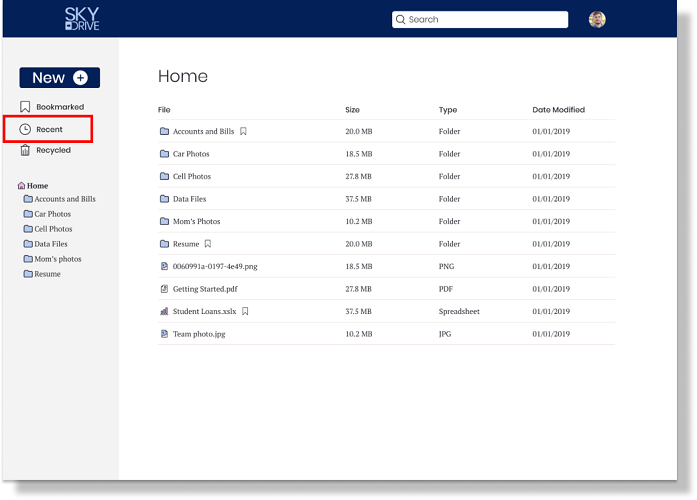 SKY
DRIVE
Search
New
Bookmarked
Recent
Recycled
Home
Accounts and Bills
Car Photos
Cell Photos
Data Files
Mom's photos
Resume
Home
File Size Type Date Modified
Accounts and Bills 20.0 MB Folder 01/01/2019
Car Photos 18.5 MB Folder 01/01/2019
Cell Photos 27.8 MB Folder 01/01/2019
Data Files 37.5 MB Folder 01/01/2019
Mom's Photos 10.2 MB Folder 01/01/2019
Resume 20.0 MB Folder 01/01/2019
0060991a-0197-4e49.png 18.5 MB PNG 01/01/2019
Getting Started.pdf 27.8 MB PDF 01/01/2019
Student Loans.xslx 37.5 MB Spreadsheet 01/01/2019
Team photo.jpg 10.2 MB JPG 01/01/2019